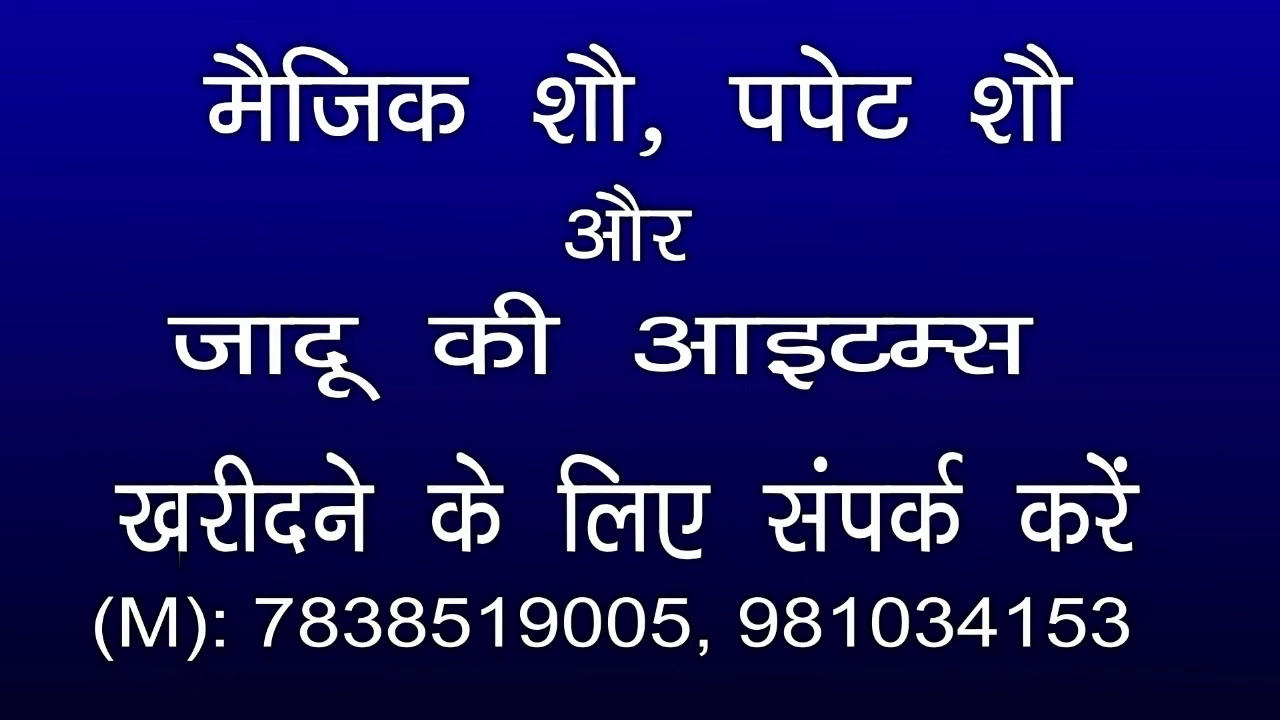 मैजिक शौ, पपेट शौ
और
जादू की आइटम्स
खरीदने के लिए संपर्क करें
(M): 7838519005, 981034153